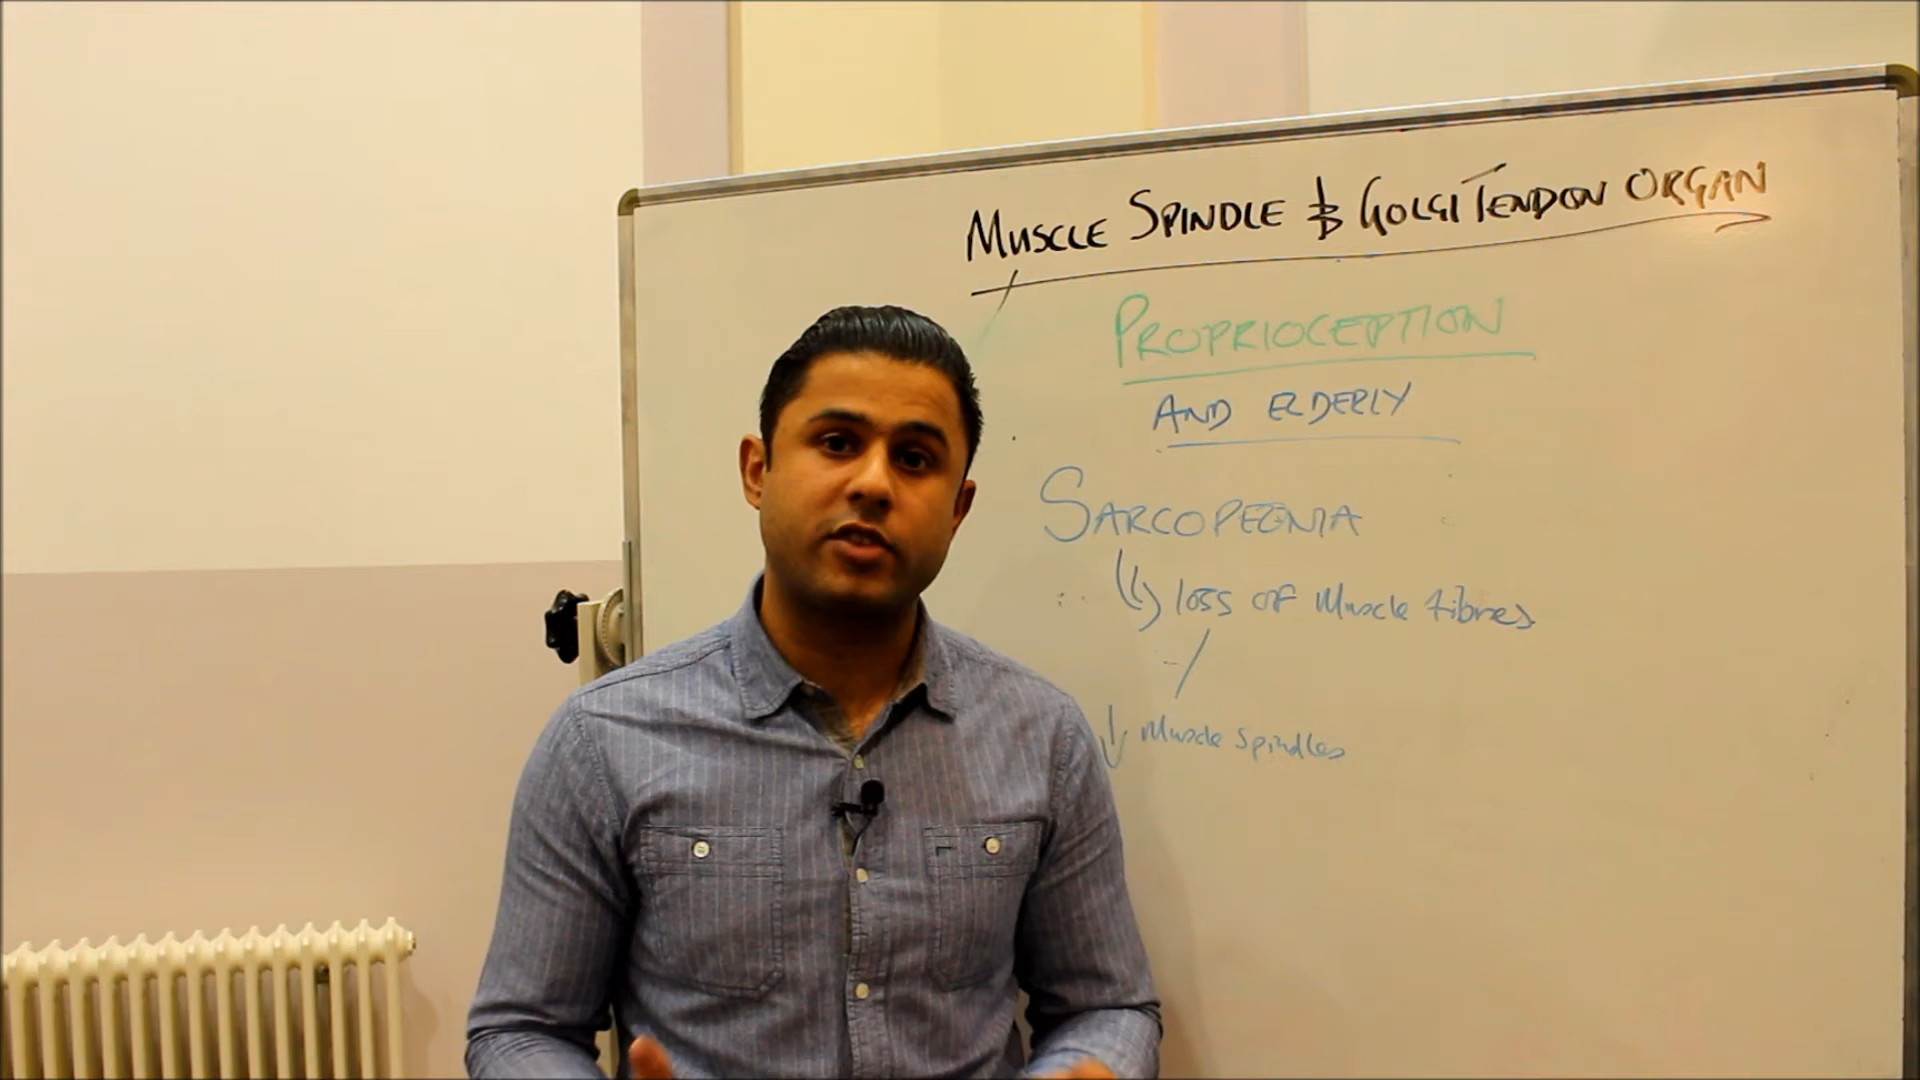 MUSCLE SPINDLE & GOLGI TENDON ORGAN
PROPRIOCEPTION
AND ELDERLY
SARCOPEONIA
↳ loss OF Muscle fibres
↓ Muscle Spindles